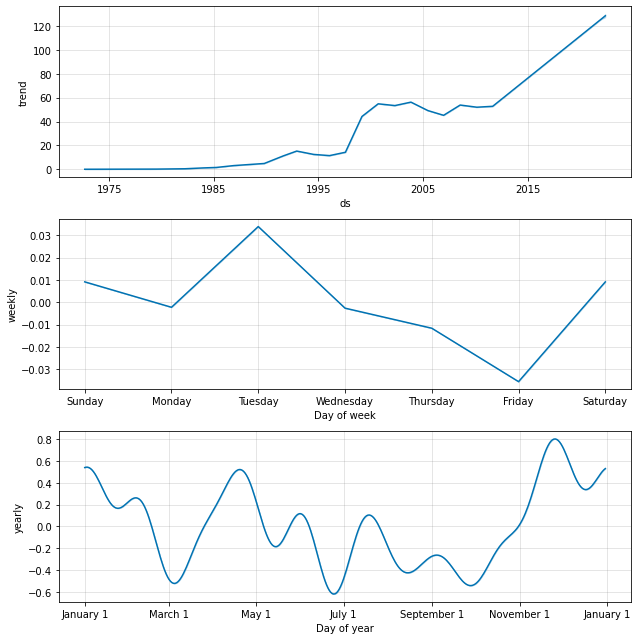 trend
120
100
80
60
40
20
0
1975 1985 1995 2005 2015
ds
weekly
0.03
0.02
0.01
0.00
−0.01
−0.02
−0.03
Sunday Monday Tuesday Wednesday Thursday Friday Saturday
Day of week
yearly
0.8
0.6
0.4
0.2
0.0
−0.2
−0.4
−0.6
January 1 March 1 May 1 July 1 September 1 November 1 January 1
Day of year